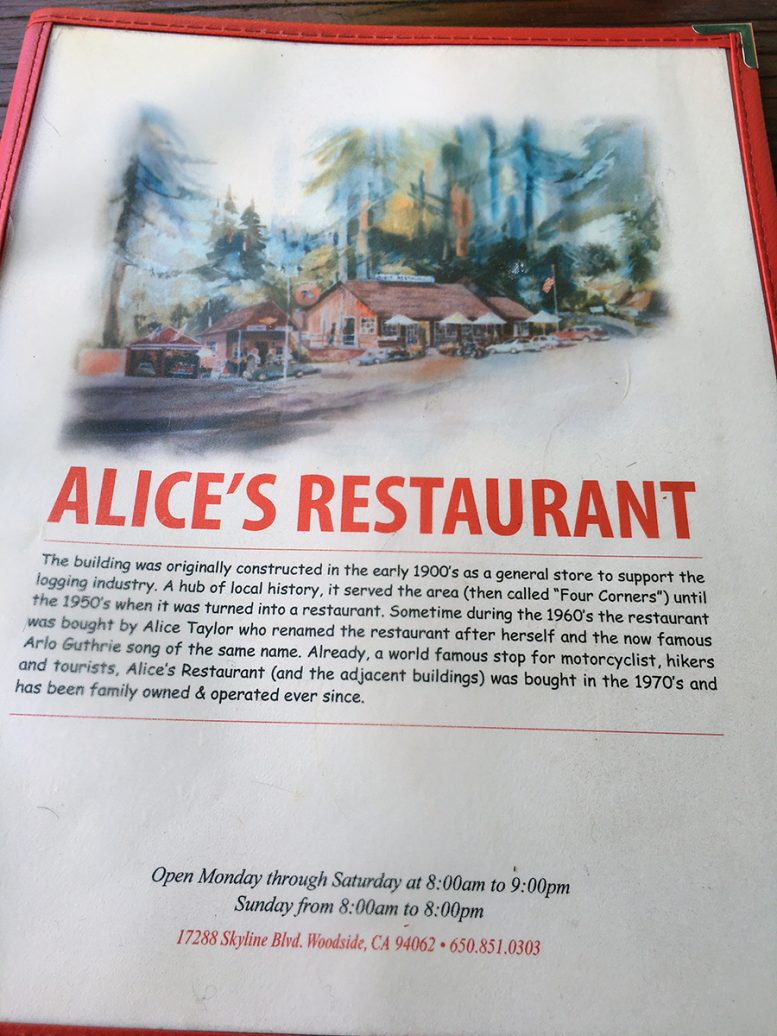 ALICE'S RESTAURANT
The building was originally constructed in the early 1900's as a general store to support the
logging industry. A hub of local history, it served the area (then called "Four Corners") until
the 1950's when it was turned into a restaurant. Sometime during the 1960's the restaurant
was bought by Alice Taylor who renamed the restaurant after herself and the now famous
Arlo Guthrie song of the same name. Already, a world famous stop for motorcyclist, hikers
and tourists, Alice's Restaurant (and the adjacent buildings) was bought in the 1970's and
has been family owned & operated ever since.
Open Monday through Saturday at 8:00am to 9:00pm
Sunday from 8:00am to 8:00pm
17288 Skyline Blvd. Woodside, CA 94062 • 650.851.0303